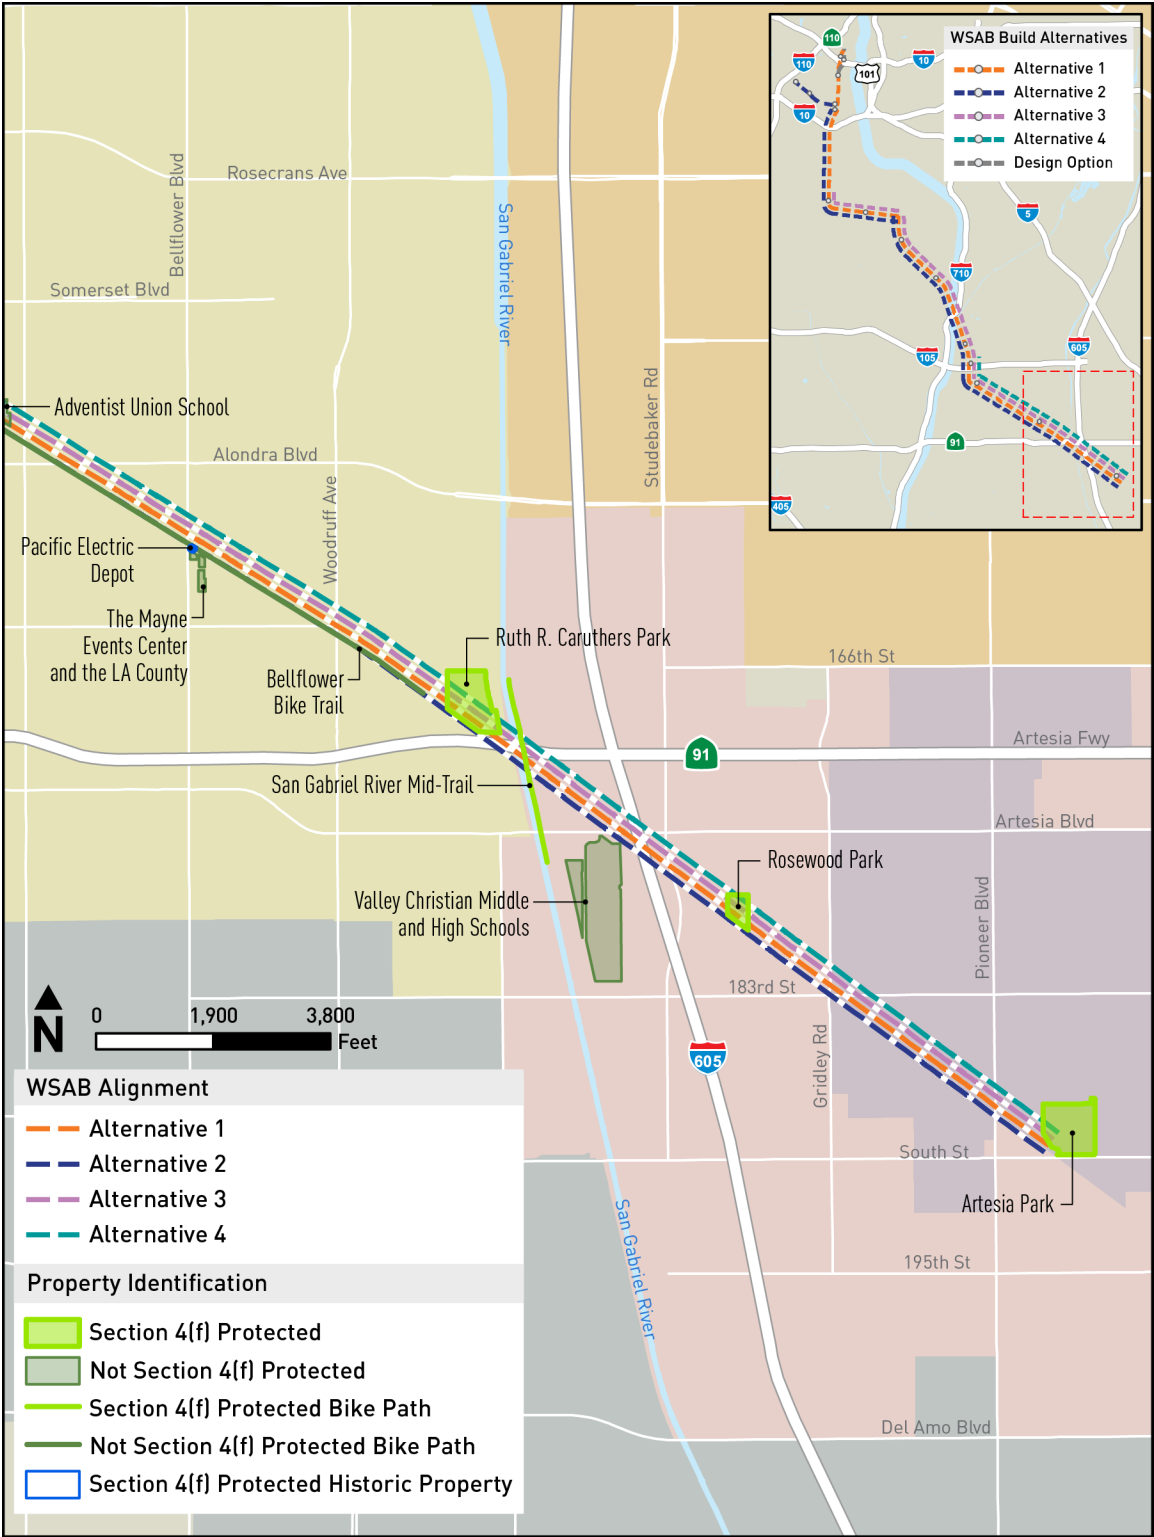 WSAB Build Alternatives
Alternative 1
Alternative 2
Alternative 3
Alternative 4
Design Option
110
110
101
10
10
5
710
105
605
91
405
Bellflower Blvd
Rosecrans Ave
San Gabriel River
Somerset Blvd
Studebaker Rd
Adventist Union School
Alondra Blvd
Woodruff Ave
Pacific Electric
Depot
The Mayne
Events Center
and the LA County
Ruth R. Caruthers Park
166th St
Bellflower
Bike Trail
Artesia Fwy
91
San Gabriel River Mid-Trail
Artesia Blvd
Rosewood Park
Valley Christian Middle
and High Schools
Pioneer Blvd
183rd St
N
0
1,900
3,800
Feet
605
Gridley Rd
South St
Artesia Park
San Gabriel River
195th St
Del Amo Blvd
WSAB Alignment
Alternative 1
Alternative 2
Alternative 3
Alternative 4
Property Identification
Section 4(f) Protected
Not Section 4(f) Protected
Section 4(f) Protected Bike Path
Not Section 4(f) Protected Bike Path
Section 4(f) Protected Historic Property